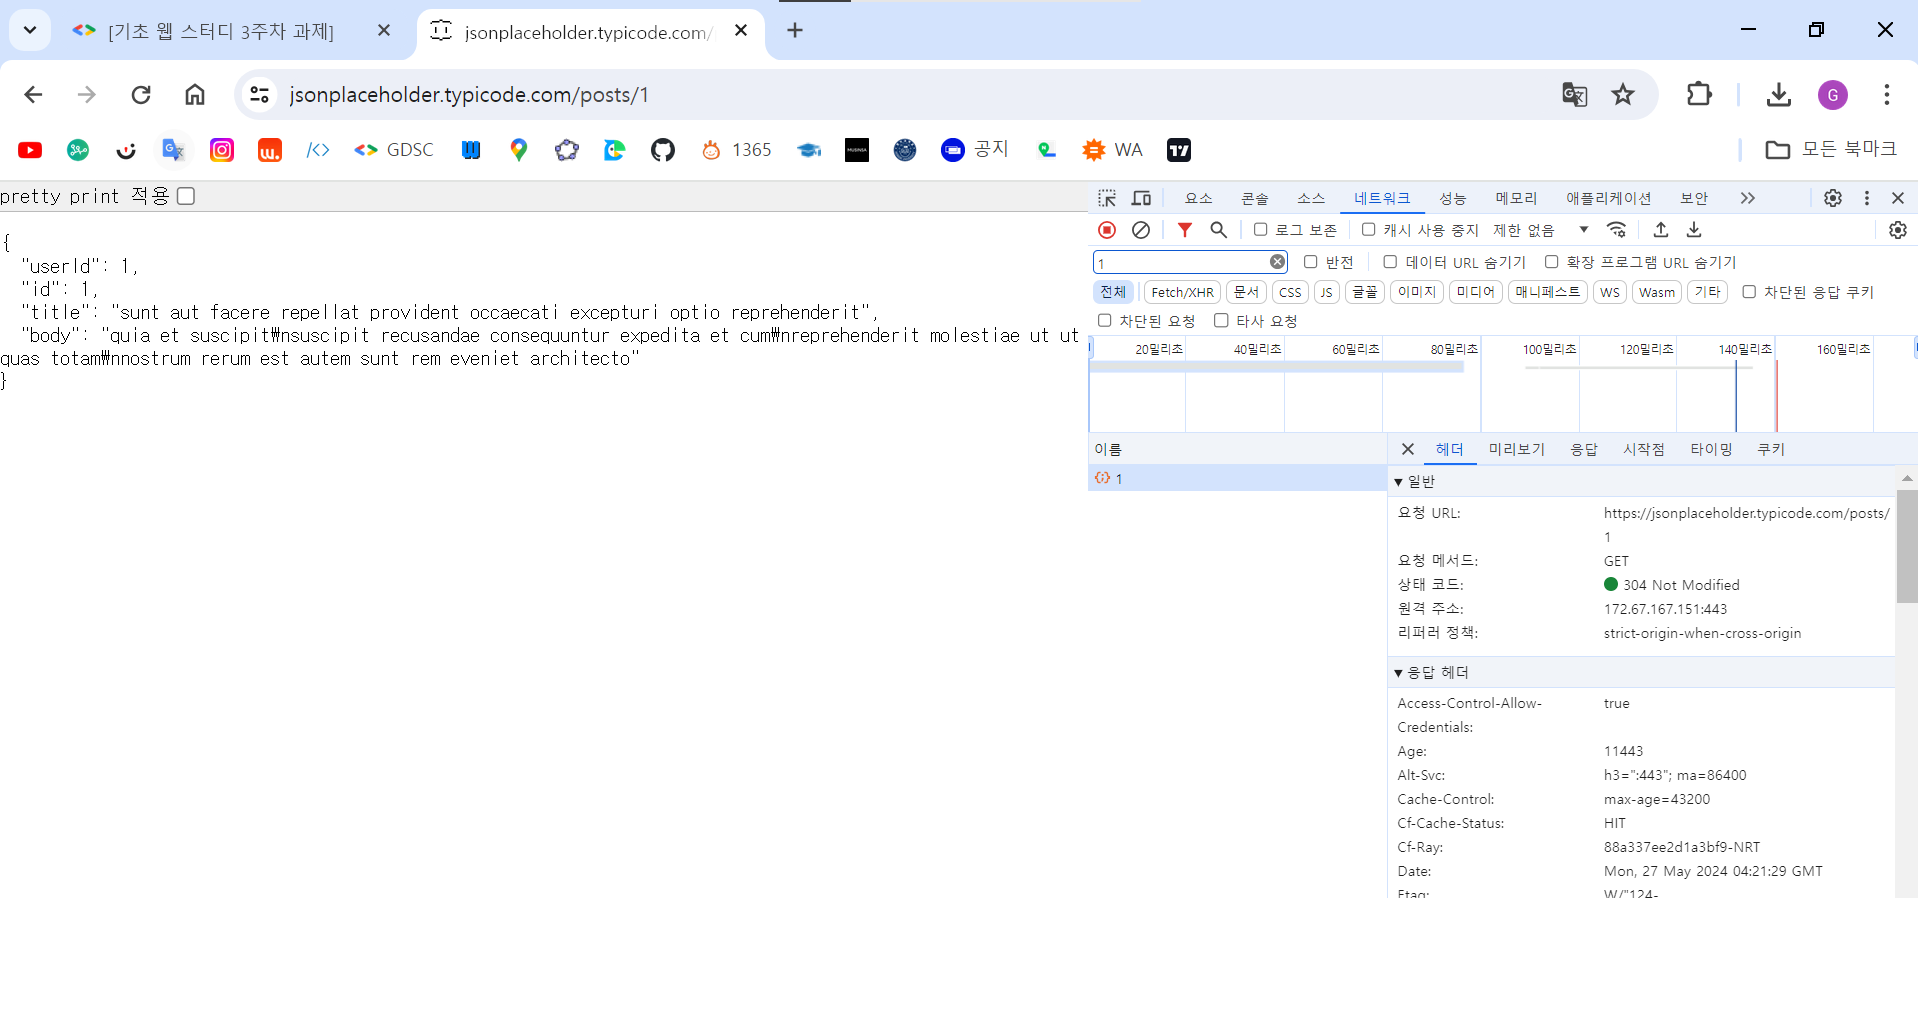 [기초 웹 스터디 3주차 과제]
jsonplaceholder.typicode.com/
jsonplaceholder.typicode.com/posts/1
G
GDSC
1365
공지
WA
모든 북마크
pretty print 적용
{
"userId": 1,
"id": 1,
"title": "sunt aut facere repellat provident occaecati excepturi optio reprehenderit",
"body": "quia et suscipit₩nsuscipit recusandae consequuntur expedita et cum₩nreprehenderit molestiae ut ut
quas totam₩nnostrum rerum est autem sunt rem eveniet architecto"
}
요소 콘솔 소스 네트워크 성능 메모리 애플리케이션 보안
로그 보존 캐시 사용 중지 제한 없음
1 반전 데이터 URL 숨기기 확장 프로그램 URL 숨기기
전체 Fetch/XHR 문서 CSS JS 글꼴 이미지 미디어 매니페스트 WS Wasm 기타 차단된 응답 쿠키
차단된 요청 타사 요청
20밀리초 40밀리초 60밀리초 80밀리초 100밀리초 120밀리초 140밀리초 160밀리초
이름
1
헤더 미리보기 응답 시작점 타이밍 쿠키
▼ 일반
요청 URL: https://jsonplaceholder.typicode.com/posts/
1
요청 메서드: GET
상태 코드: 304 Not Modified
원격 주소: 172.67.167.151:443
리퍼러 정책: strict-origin-when-cross-origin
▼ 응답 헤더
Access-Control-Allow- true
Credentials:
Age: 11443
Alt-Svc: h3=":443"; ma=86400
Cache-Control: max-age=43200
Cf-Cache-Status: HIT
Cf-Ray: 88a337ee2d1a3bf9-NRT
Date: Mon, 27 May 2024 04:21:29 GMT
Etag: W/"124-